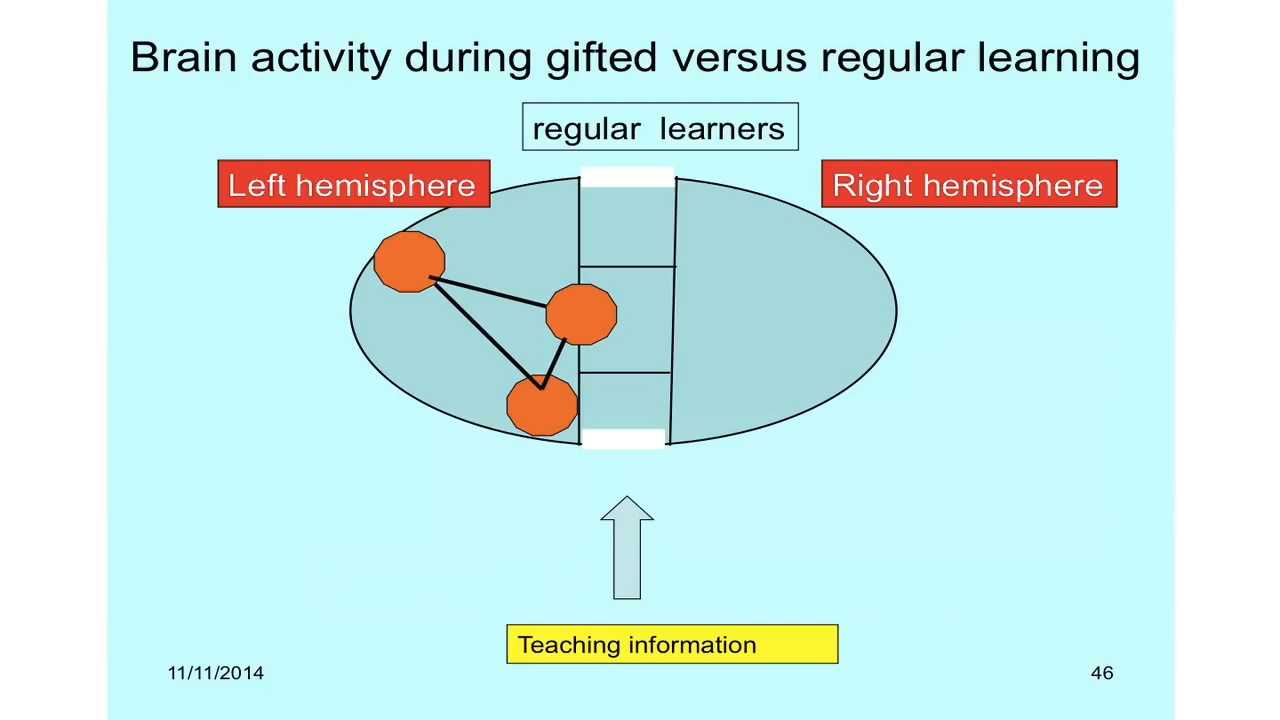 Brain activity during gifted versus regular learning
regular learners
Left hemisphere
Right hemisphere
Teaching information
11/11/2014
46